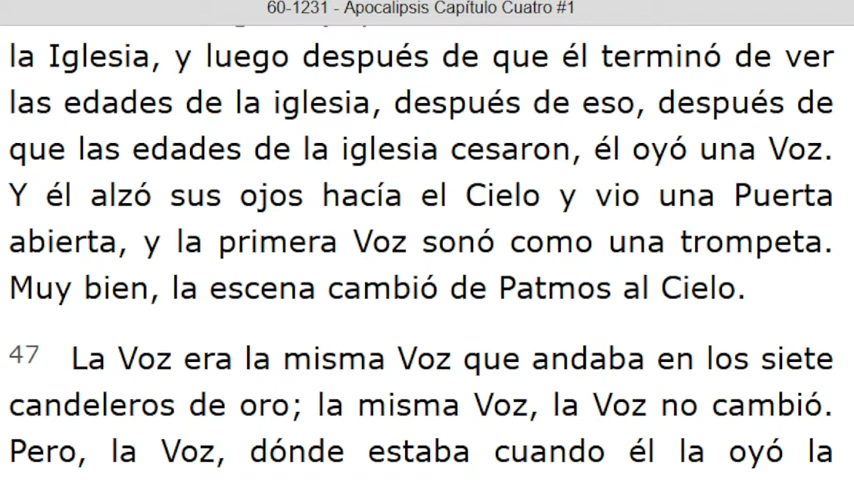 60-1231 - Apocalipsis Capítulo Cuatro #1
la Iglesia, y luego después de que él terminó de ver
las edades de la iglesia, después de eso, después de
que las edades de la iglesia cesaron, él oyó una Voz.
Y él alzó sus ojos hacía el Cielo y vio una Puerta
abierta, y la primera Voz sonó como una trompeta.
Muy bien, la escena cambió de Patmos al Cielo.
47 La Voz era la misma Voz que andaba en los siete
candeleros de oro; la misma Voz, la Voz no cambió.
Pero, la Voz, dónde estaba cuando él la oyó la